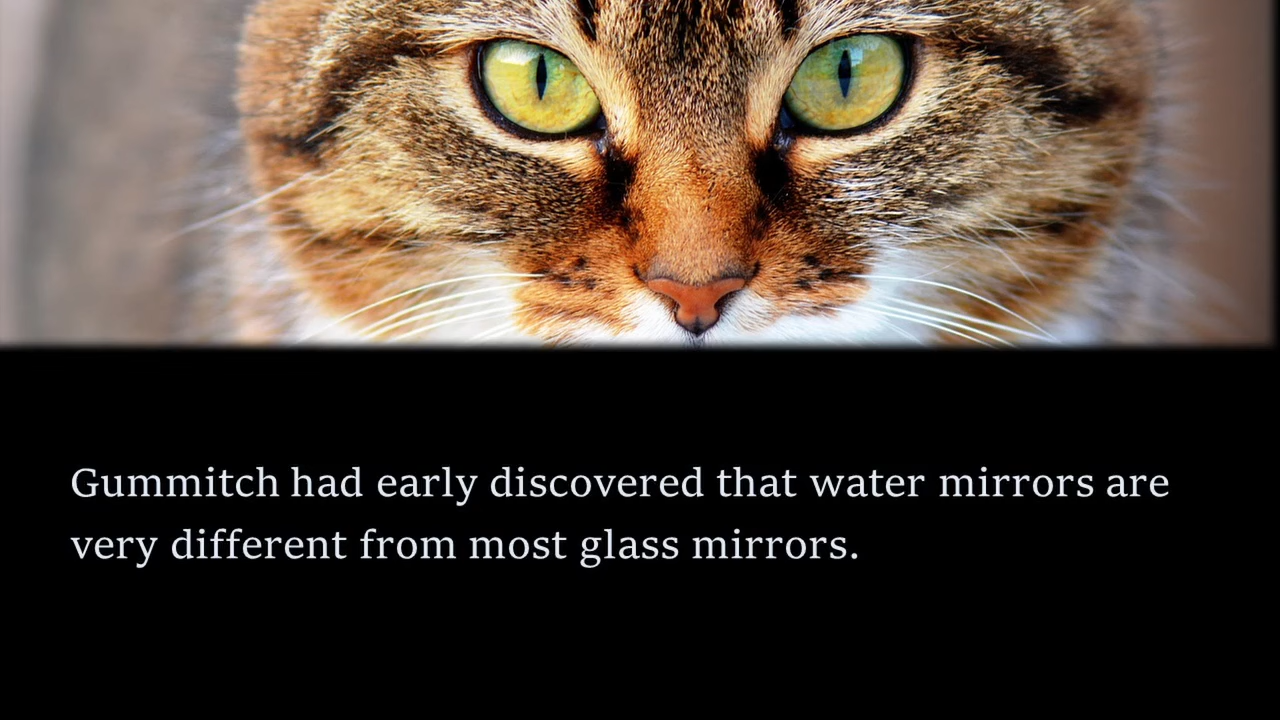 Gummitch had early discovered that water mirrors are
very different from most glass mirrors.